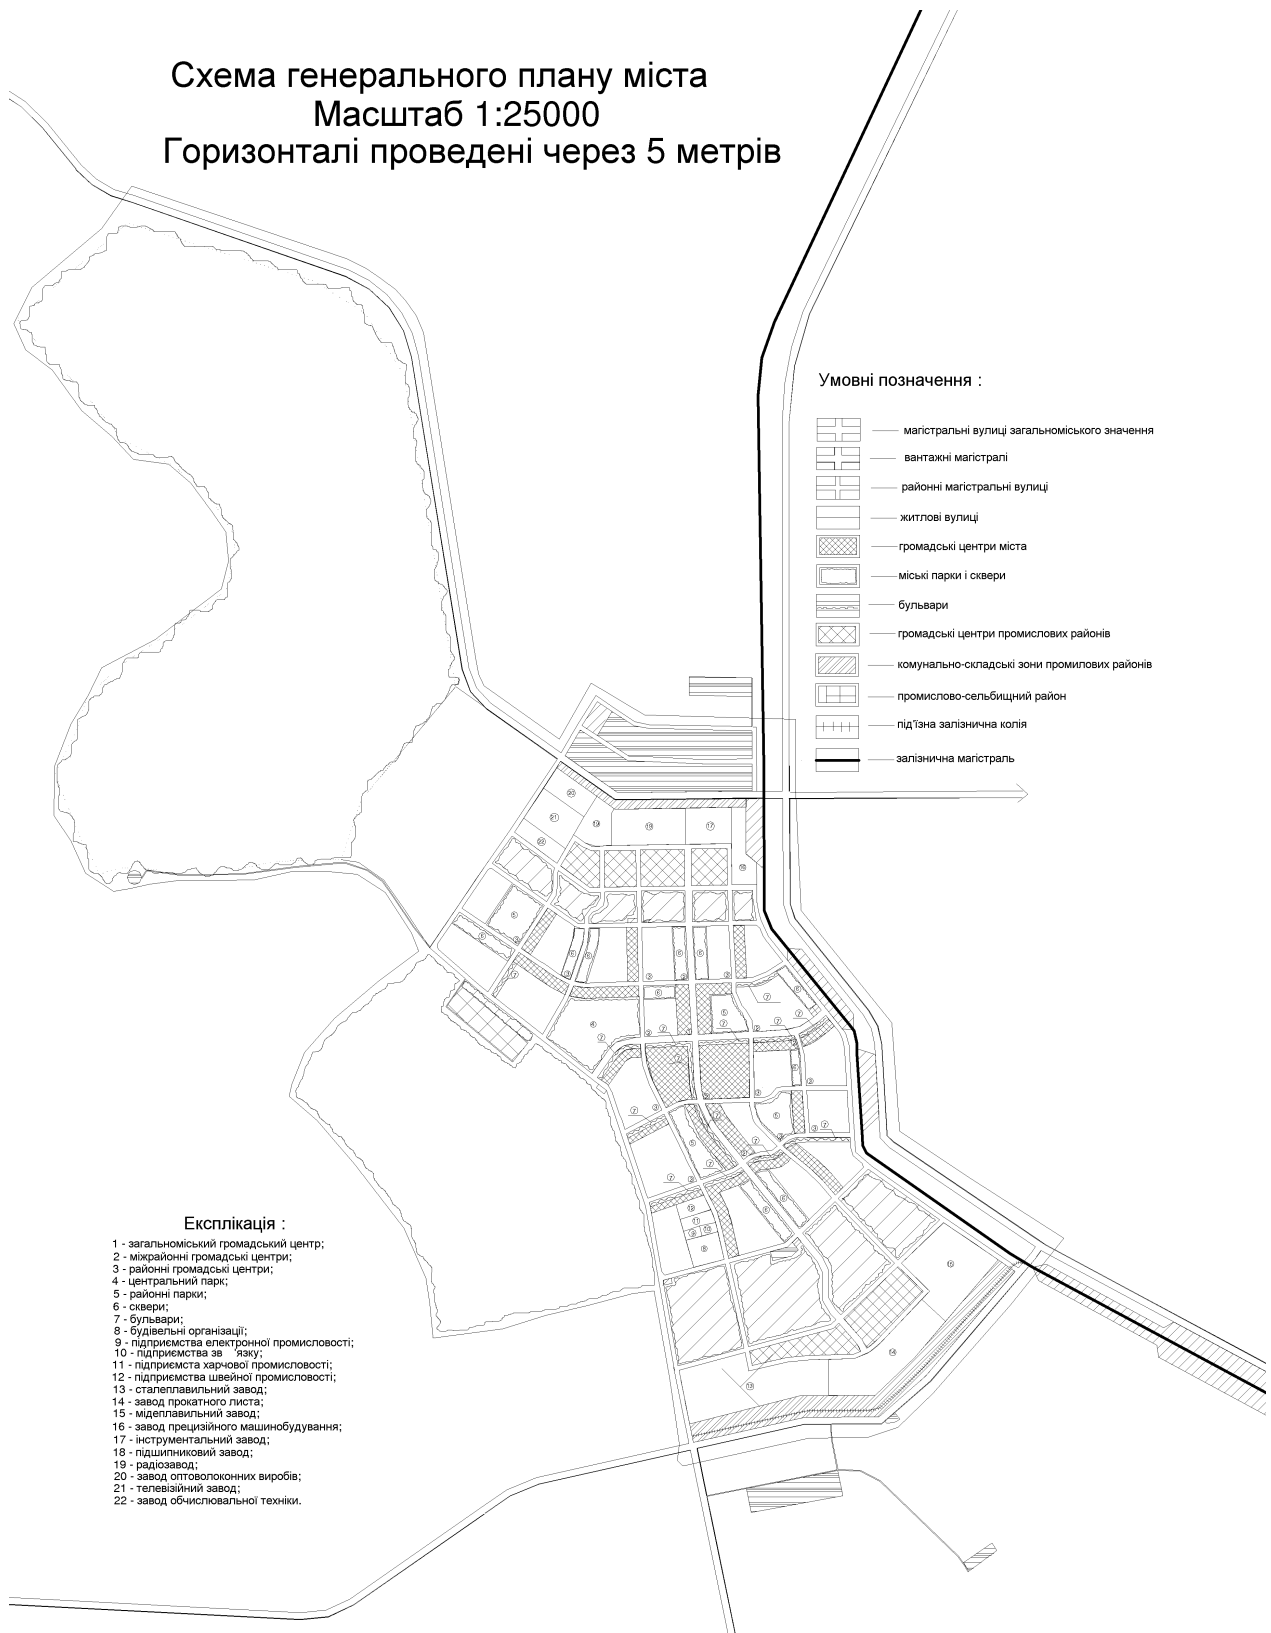 Схема генерального плану міста
Масштаб 1:25000
Горизонталі проведені через 5 метрів
Умовні позначення :
магістральні вулиці загальноміського значення
вантажні магістралі
районні магістральні вулиці
житлові вулиці
громадські центри міста
міські парки і сквери
бульвари
громадські центри промислових районів
комунально-складські зони промилових районів
промислово-сельбищний район
під'їзна залізнична колія
залізнична магістраль
Експлікація :
1 - загальноміський громадський центр;
2 - міжрайонні громадські центри;
3 - районні громадські центри;
4 - центральний парк;
5 - районні парки;
6 - сквери;
7 - бульвари;
8 - будівельні організації;
9 - підприємства електронної промисловості;
10 - підприємства зв 'язку;
11 - підприємста харчової промисловості;
12 - підприємства швейної промисловості;
13 - сталеплавильний завод;
14 - завод прокатного листа;
15 - мідеплавильний завод;
16 - завод прецизійного машинобудування;
17 - інструментальний завод;
18 - підшипниковий завод;
19 - радіозавод;
20 - завод оптоволоконних виробів;
21 - телевізійний завод;
22 - завод обчислювальної техніки.